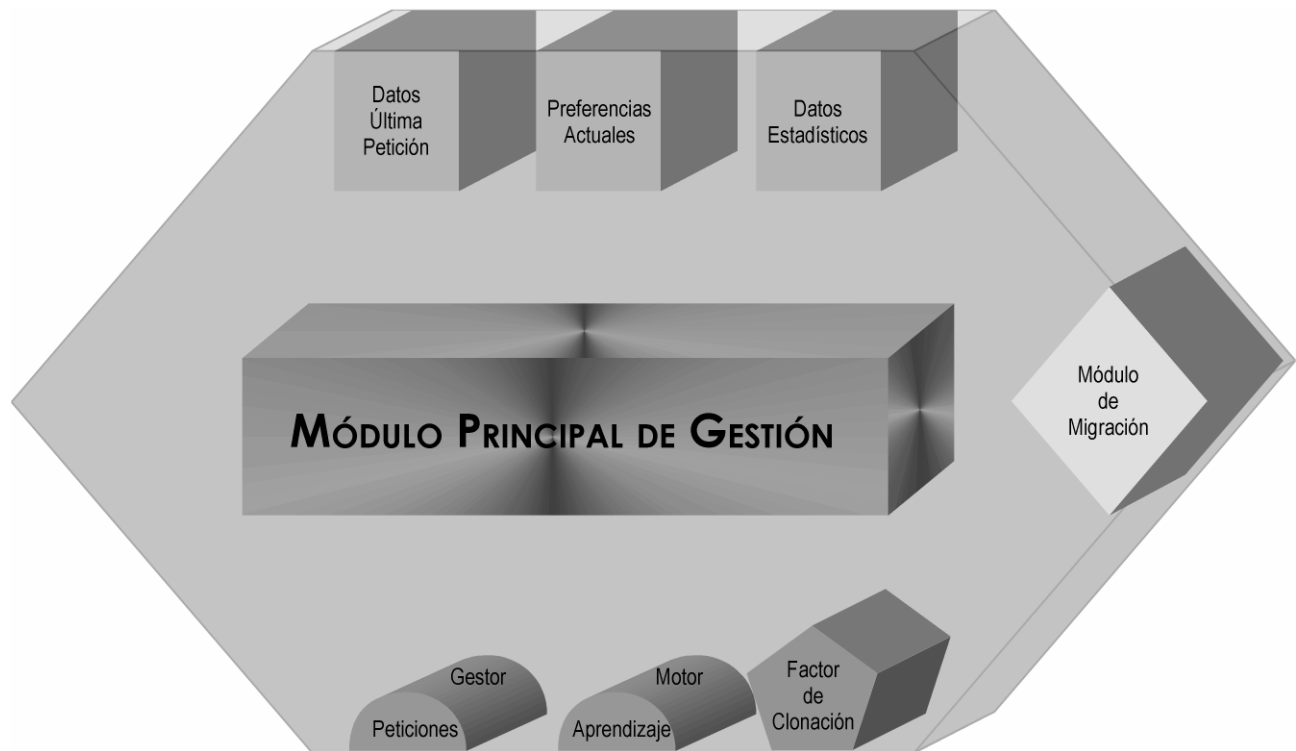 Datos
Última
Petición
Preferencias
Actuales
Datos
Estadísticos
MÓDULO PRINCIPAL DE GESTIÓN
Módulo
de
Migración
Gestor
Peticiones
Motor
Aprendizaje
Factor
de
Clonación